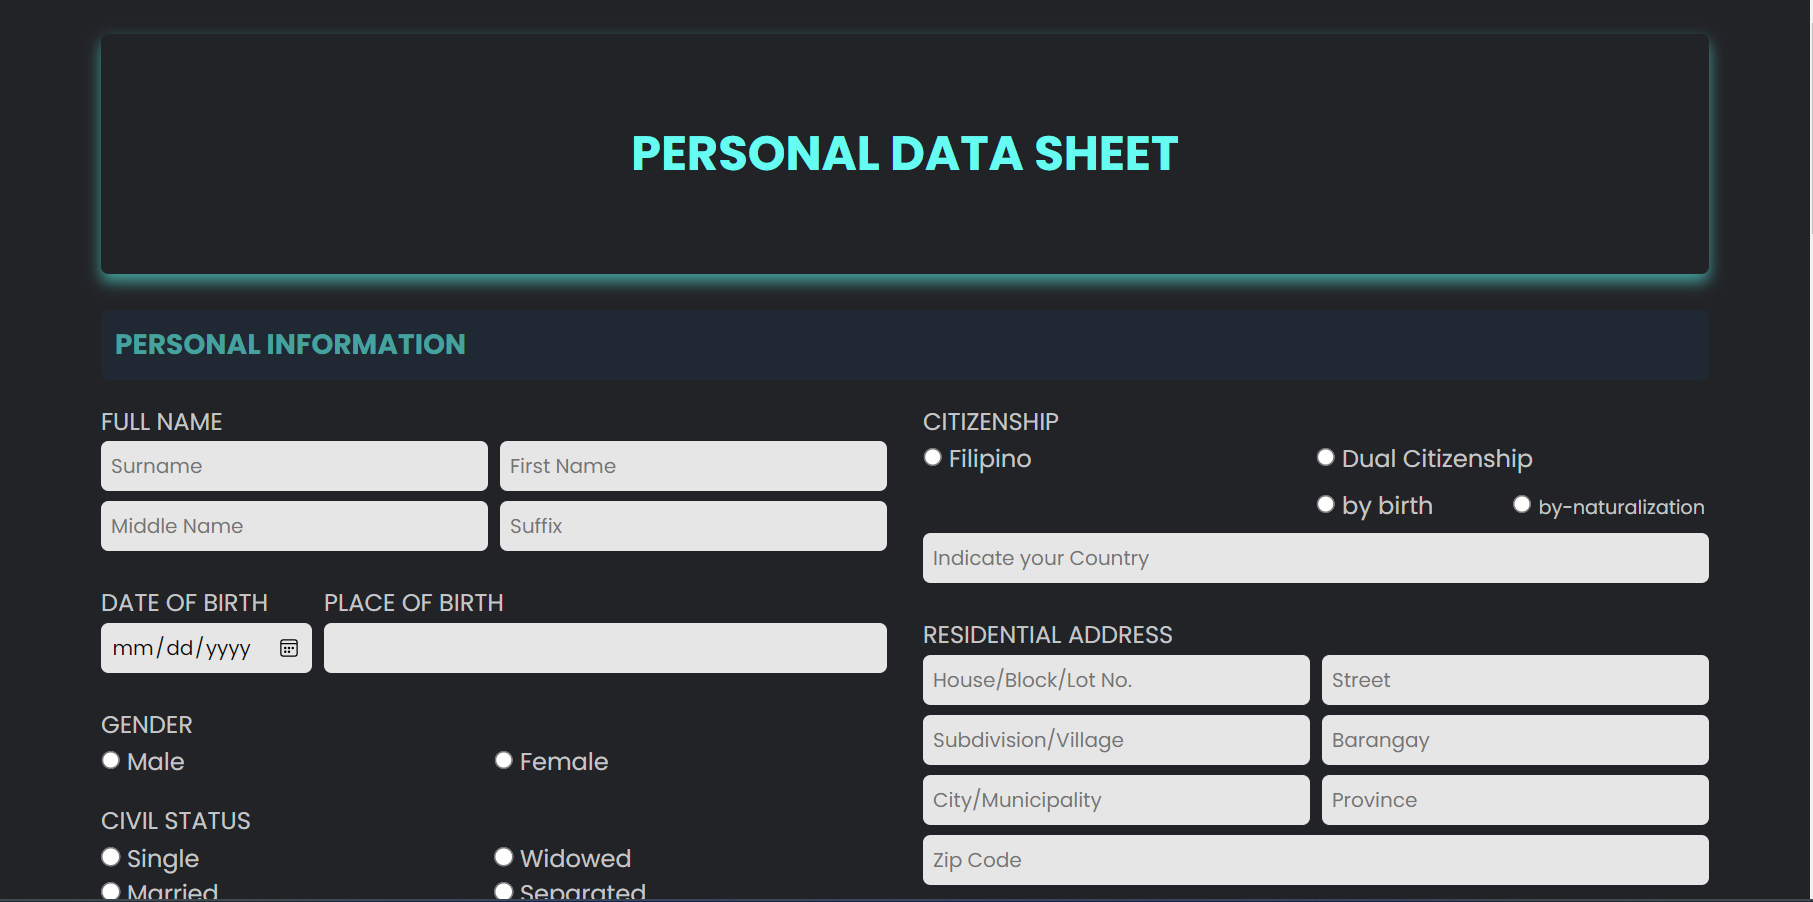 PERSONAL DATA SHEET
PERSONAL INFORMATION
FULL NAME
Surname
First Name
Middle Name
Suffix
DATE OF BIRTH
PLACE OF BIRTH
mm/dd/yyyy
GENDER
Male
Female
CIVIL STATUS
Single
Widowed
Married
Separated
CITIZENSHIP
Filipino
Dual Citizenship
by birth
by-naturalization
Indicate your Country
RESIDENTIAL ADDRESS
House/Block/Lot No.
Street
Subdivision/Village
Barangay
City/Municipality
Province
Zip Code